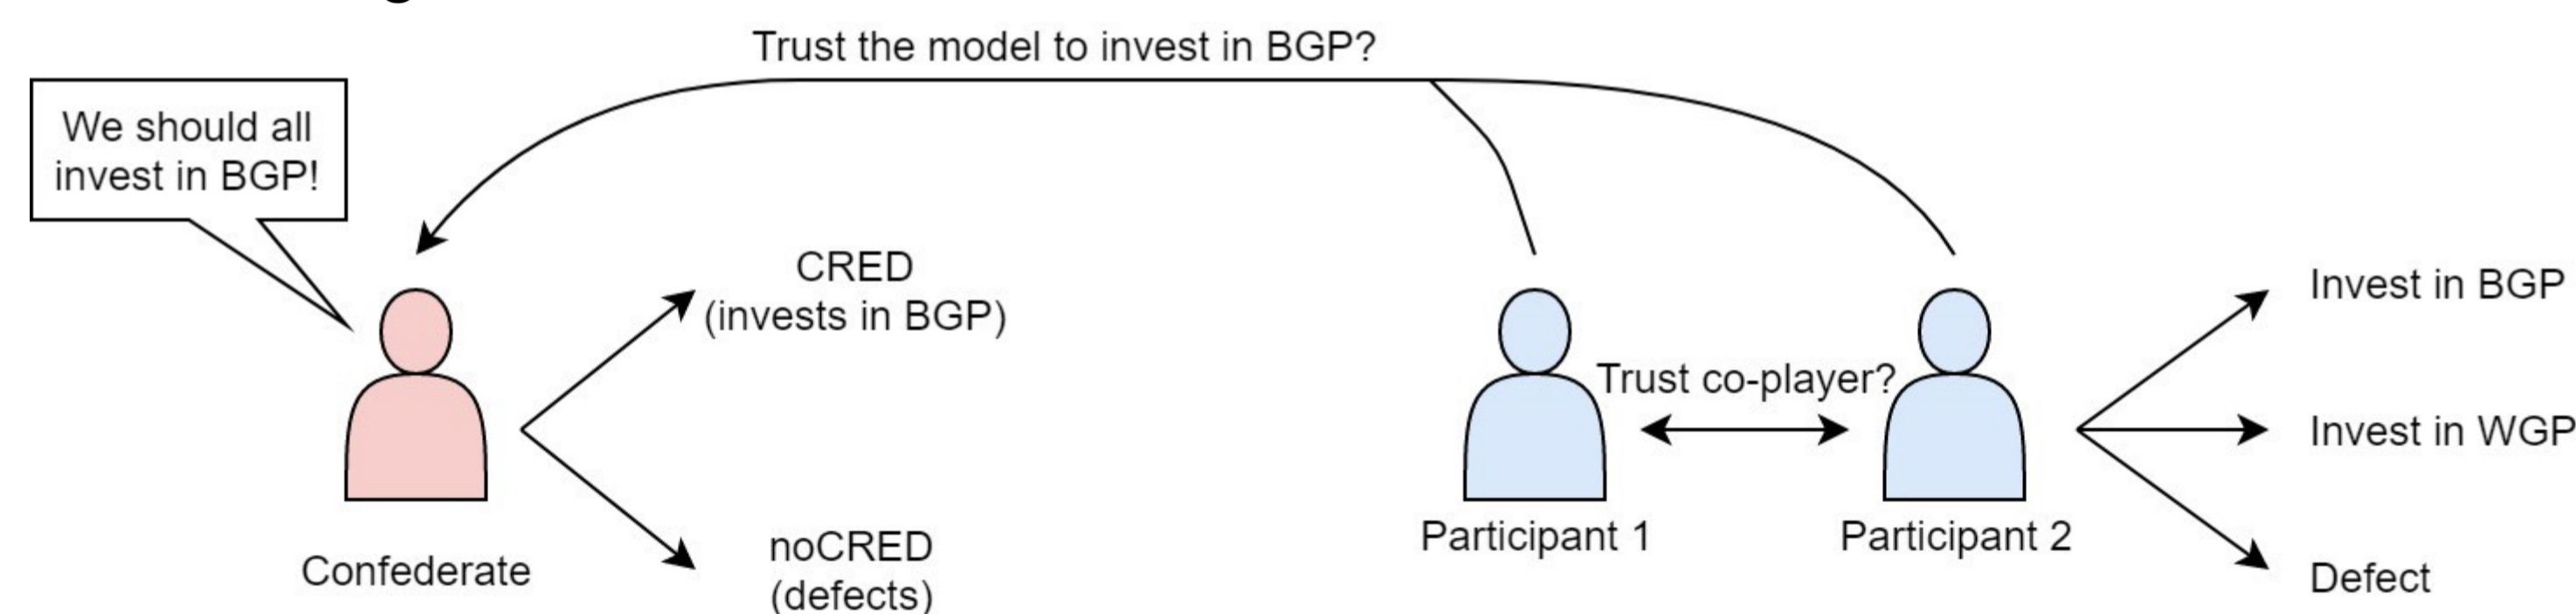 Trust the model to invest in BGP?
We should all
invest in BGP!
CRED
(invests in BGP)
noCRED
(defects)
Confederate
Trust co-player?
Participant 1
Participant 2
Invest in BGP
Invest in WGP
Defect